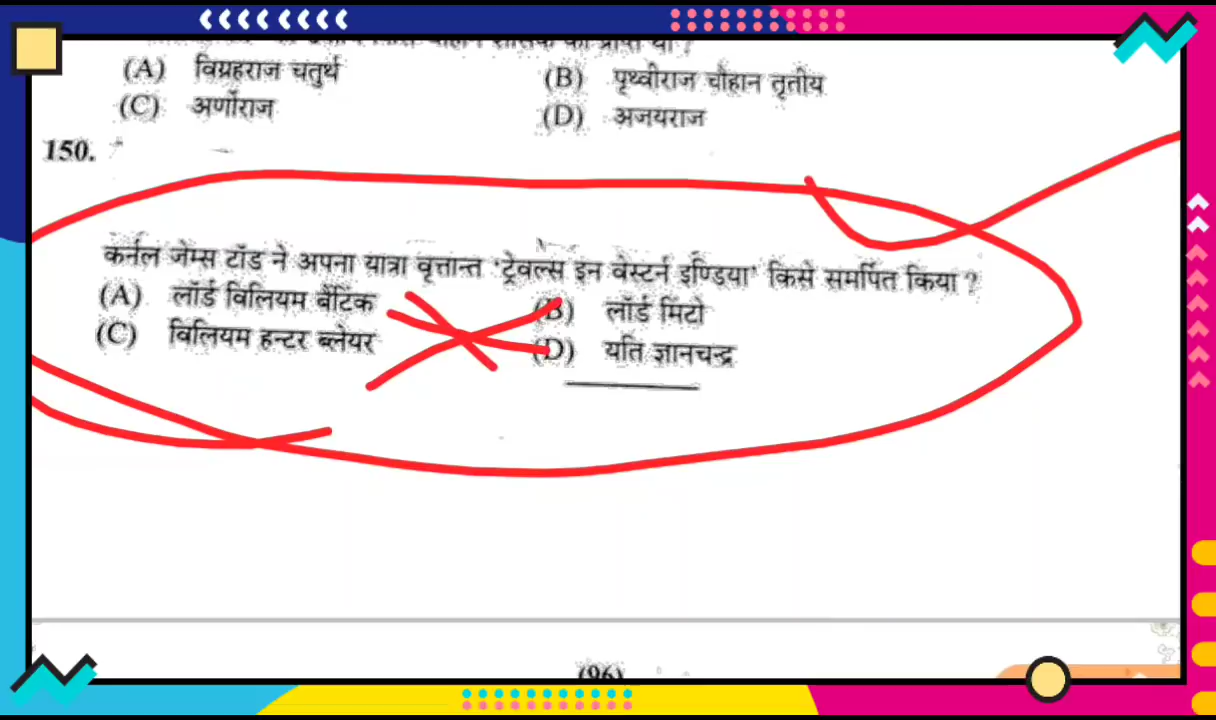 (A) विग्रहराज चतुर्थ (B) पृथ्वीराज चौहान तृतीय
(C) अर्णोराज (D) अजयराज
150.
कर्नल जेम्स टॉड ने अपना यात्रा वृत्तान्त 'ट्रेवल्स इन वेस्टर्न इण्डिया' किसे समर्पित किया ?
(A) लॉर्ड विलियम बैंटिंक (B) लॉर्ड मिंटो
(C) विलियम हन्टर ब्लेयर (D) यति ज्ञानचन्द्र
(96)